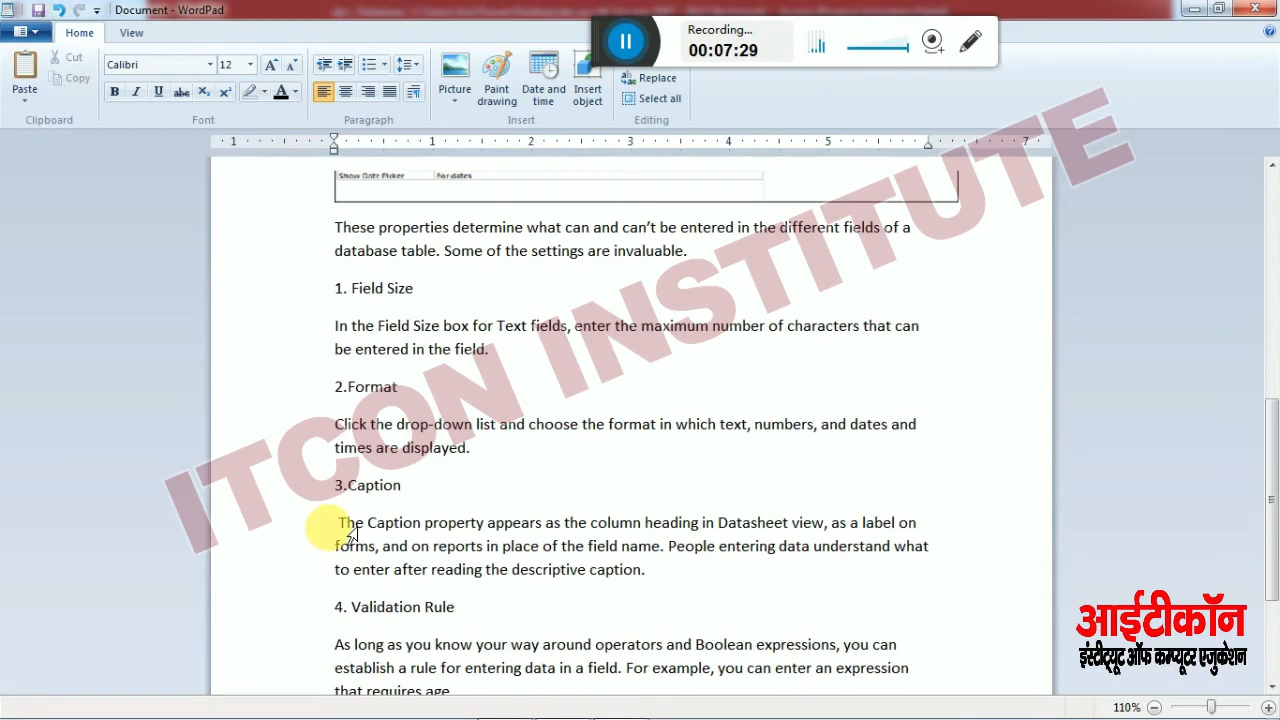 Document - WordPad
Recording...
00:07:29
Home
View
Cut
Copy
Paste
Calibri
12
Picture
Paint drawing
Date and time
Insert object
Replace
Select all
Clipboard
Font
Paragraph
Insert
Editing
1 1 2 3 4 5 7
Show Date Picker For dates
These properties determine what can and can’t be entered in the different fields of a
database table. Some of the settings are invaluable.
1. Field Size
In the Field Size box for Text fields, enter the maximum number of characters that can
be entered in the field.
2.Format
Click the drop-down list and choose the format in which text, numbers, and dates and
times are displayed.
3.Caption
The Caption property appears as the column heading in Datasheet view, as a label on
forms, and on reports in place of the field name. People entering data understand what
to enter after reading the descriptive caption.
4. Validation Rule
As long as you know your way around operators and Boolean expressions, you can
establish a rule for entering data in a field. For example, you can enter an expression
that requires age
ITCON INSTITUTE
आईटीकॉन
इंस्टीट्यूट ऑफ कम्प्यूटर एजुकेशन
110%